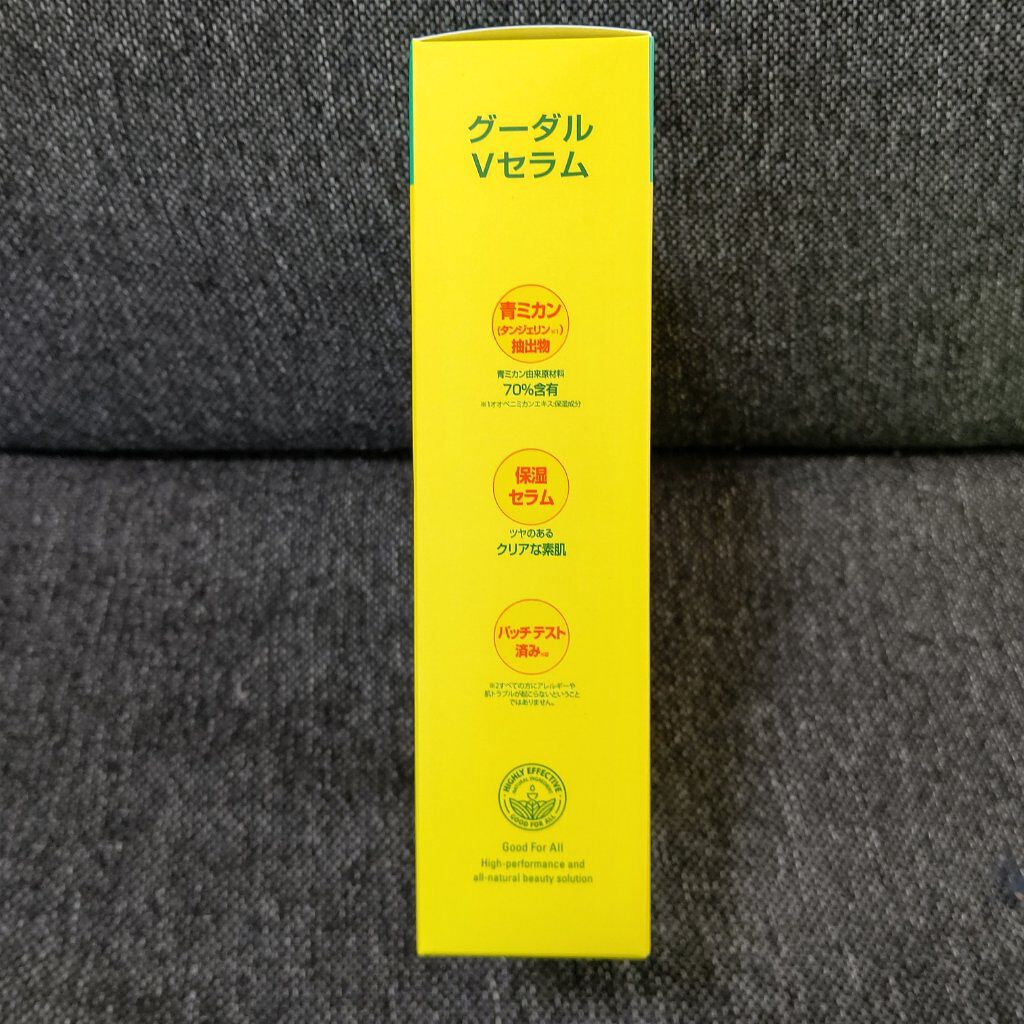 グーダル
Vセラム
青ミカン
(タンジェリン※1)
抽出物
青ミカン由来原材料
70%含有
※1オオベニミカンエキス:保湿成分
保湿
セラム
ツヤのある
クリアな素肌
パッチテスト
済み※2
※2すべての方にアレルギーや
肌トラブルが起こらないということ
ではありません。
HIGHLY EFFECTIVE
NATURAL INGREDIENT
GOOD FOR ALL
Good For All
High-performance and
all-natural beauty solution